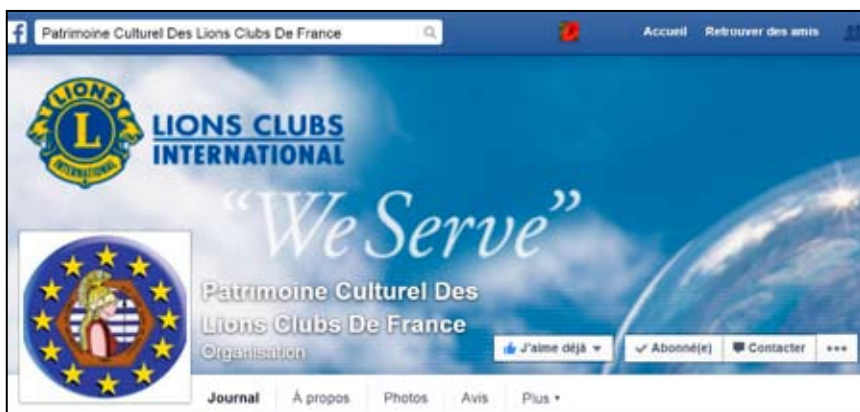 Patrimoine Culturel Des Lions Clubs De France
Accueil Retrouver des amis
LIONS
L
INTERNATIONAL
LIONS CLUBS
INTERNATIONAL
“We Serve”
Patrimoine Culturel Des
Lions Clubs De France
Organisation
J'aime déjà
Abonné(e)
Contacter
Journal À propos Photos Avis Plus